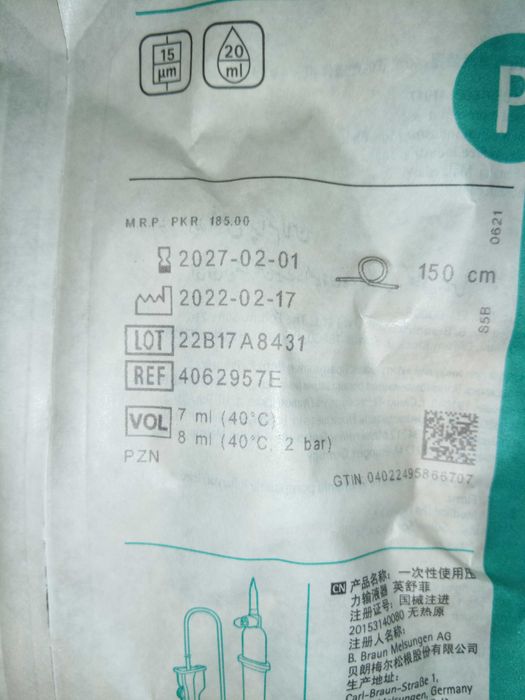 15
µm
20
ml
P
M.R.P.: PKR: 185.00
0621
2027-02-01
150 cm
2022-02-17
S5B
LOT 22B17A8431
REF 4062957E
VOL 7 ml (40°C)
8 ml (40°C, 2 bar)
PZN
GTIN: 04022495866707
CN 产品名称: 一次性使用压
力输液器 英舒菲
注册证号: 国械注进
20153140080 无热原
注册人名称:
B. Braun Melsungen AG
贝朗梅尔松根股份有限公司
生产地址:
Carl-Braun-Straße 1,
Melsungen, Germany